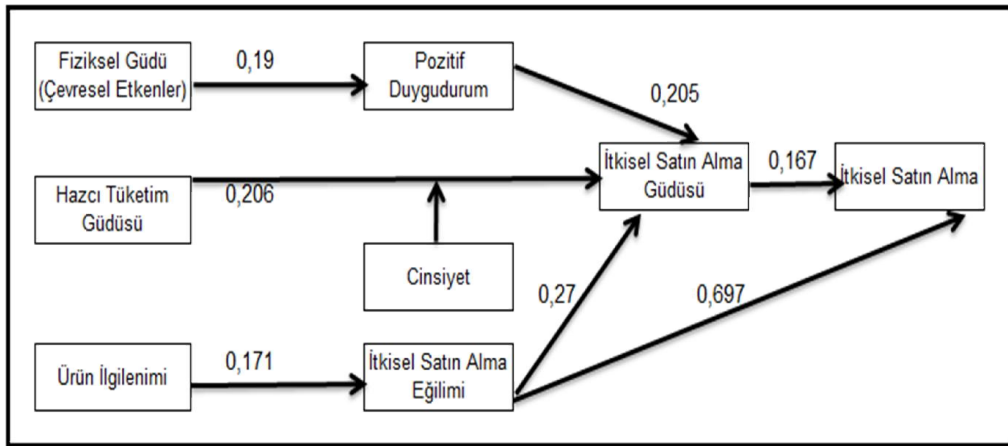 Fiziksel Güdü
(Çevresel Etkenler)
0,19
Pozitif
Duygudurum
0,205
Hazcı Tüketim
Güdüsü
0,206
İtkisel Satın Alma
Güdüsü
0,167
İtkisel Satın Alma
Cinsiyet
0,27
0,697
Ürün İlgilenimi
0,171
İtkisel Satın Alma
Eğilimi